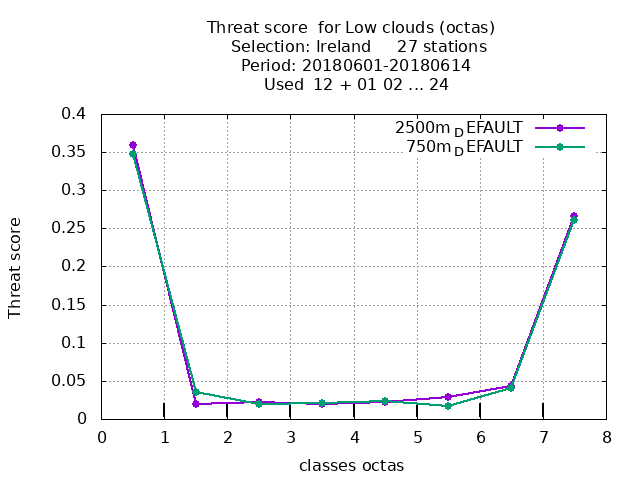 Threat score  for Low clouds (octas)
Selection: Ireland     27 stations
Period: 20180601-20180614
Used  12 + 01 02 ... 24
2500m_DEFAULT
750m_DEFAULT
0.4
0.35
0.3
0.25
0.2
0.15
0.1
0.05
0
Threat score
0 1 2 3 4 5 6 7 8
classes octas